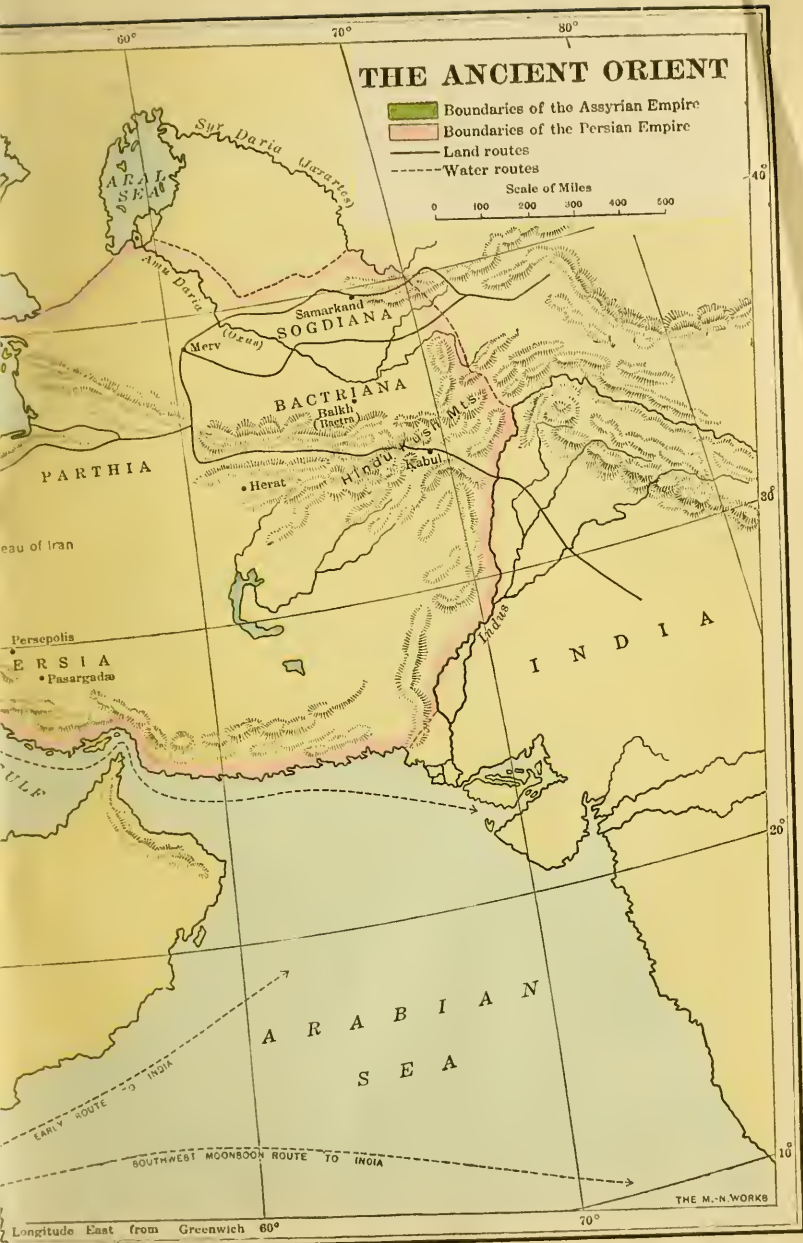 60°
70°
80°
THE ANCIENT ORIENT
Boundaries of the Assyrian Empire
Boundaries of the Persian Empire
Land routes
Water routes
Scale of Miles
0 100 200 300 400 500
40°
ARAL
SEA
Syr Daria (Jaxartes)
Amu Daria
(Oxus)
Samarkand
SOGDIANA
Merv
BACTRIANA
Balkh
(Bactra)
Hindu Kush Mts.
Kabul
PARTHIA
Herat
30°
eau of Iran
Persepolis
ERSIA
Pasargadæ
Indus
INDIA
ULF
20°
ARABIAN
SEA
EARLY ROUTE TO INDIA
SOUTHWEST MOONSOON ROUTE TO INDIA
10°
THE M.-N. WORKS
Longitude East from Greenwich 60°
70°